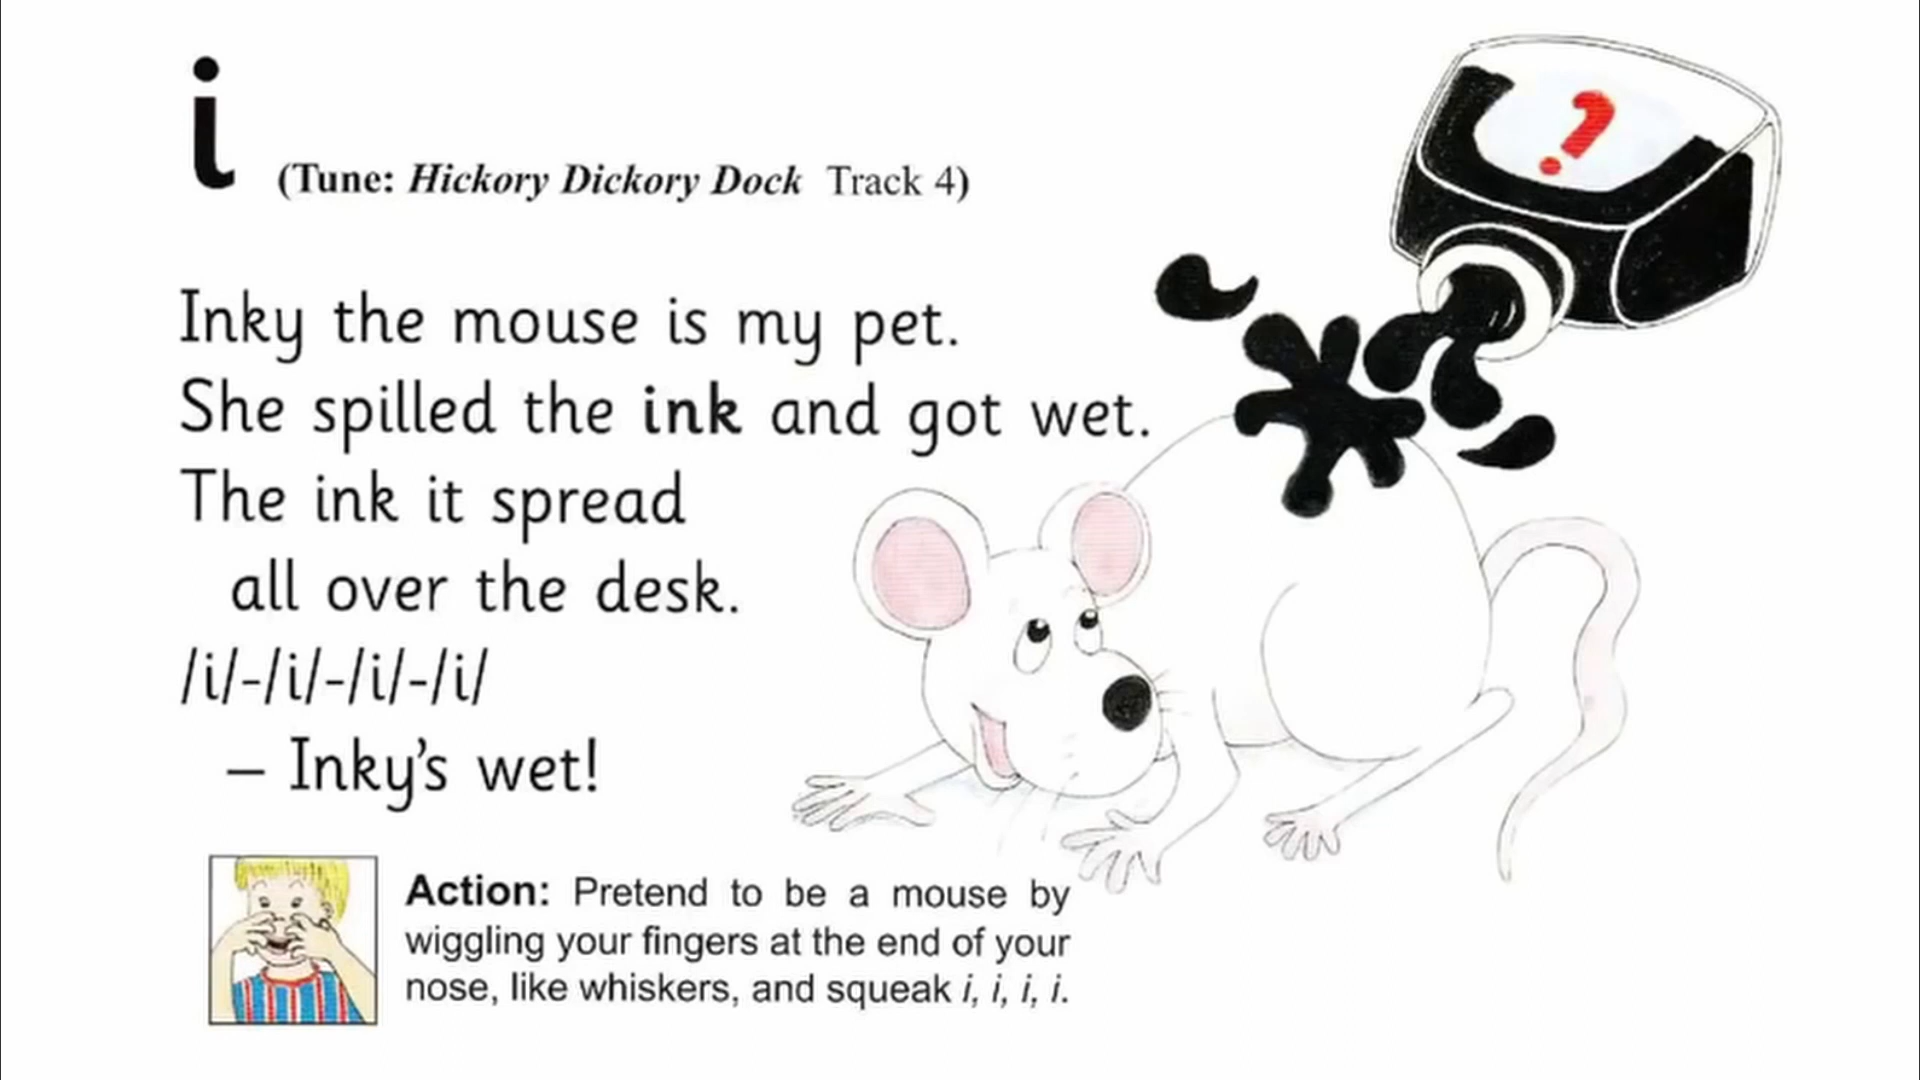 i
(Tune: Hickory Dickory Dock Track 4)
?
Inky the mouse is my pet.
She spilled the ink and got wet.
The ink it spread
all over the desk.
/i/-/i/-/i/-/i/
– Inky’s wet!
Action: Pretend to be a mouse by
wiggling your fingers at the end of your
nose, like whiskers, and squeak i, i, i, i.